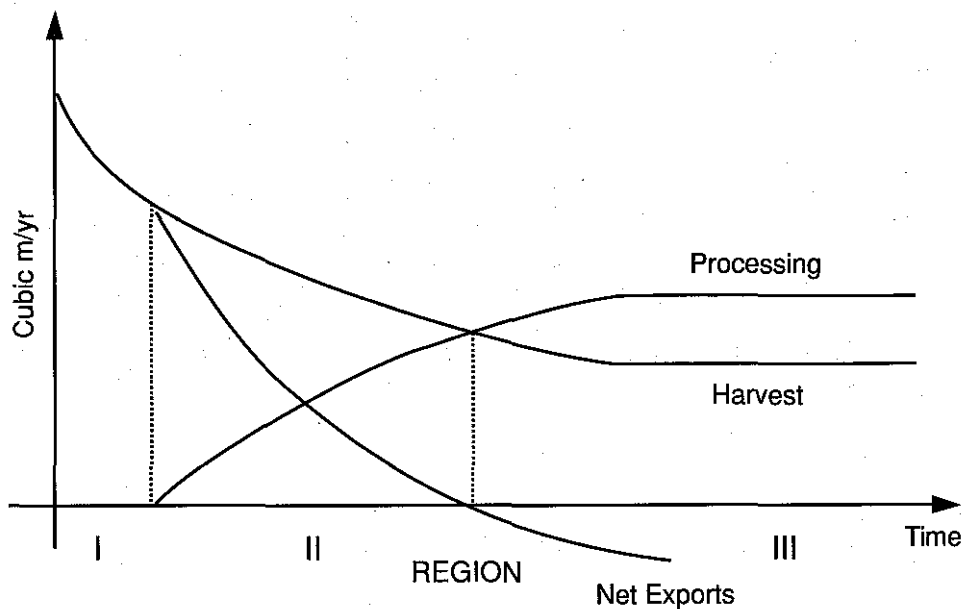 Cubic m/yr
Processing
Harvest
Time
I II III
REGION
Net Exports